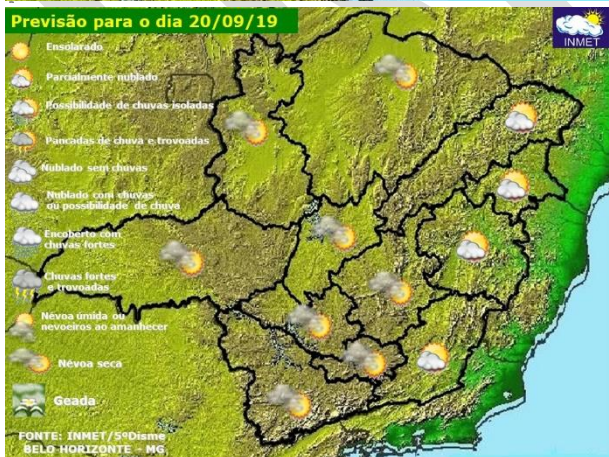 Previsão para o dia 20/09/19
INMET
Ensolarado
Parcialmente nublado
Possibilidade de chuvas isoladas
Pancadas de chuva e trovoadas
Nublado sem chuvas
Nublado com chuvas
ou possibilidade de chuva
Encoberto com
chuvas fortes
Chuvas fortes
e trovoadas
Névoa úmida ou
nevoeiros ao amanhecer
Névoa seca
Geada
FONTE: INMET/5ºDisme
BELO HORIZONTE - MG